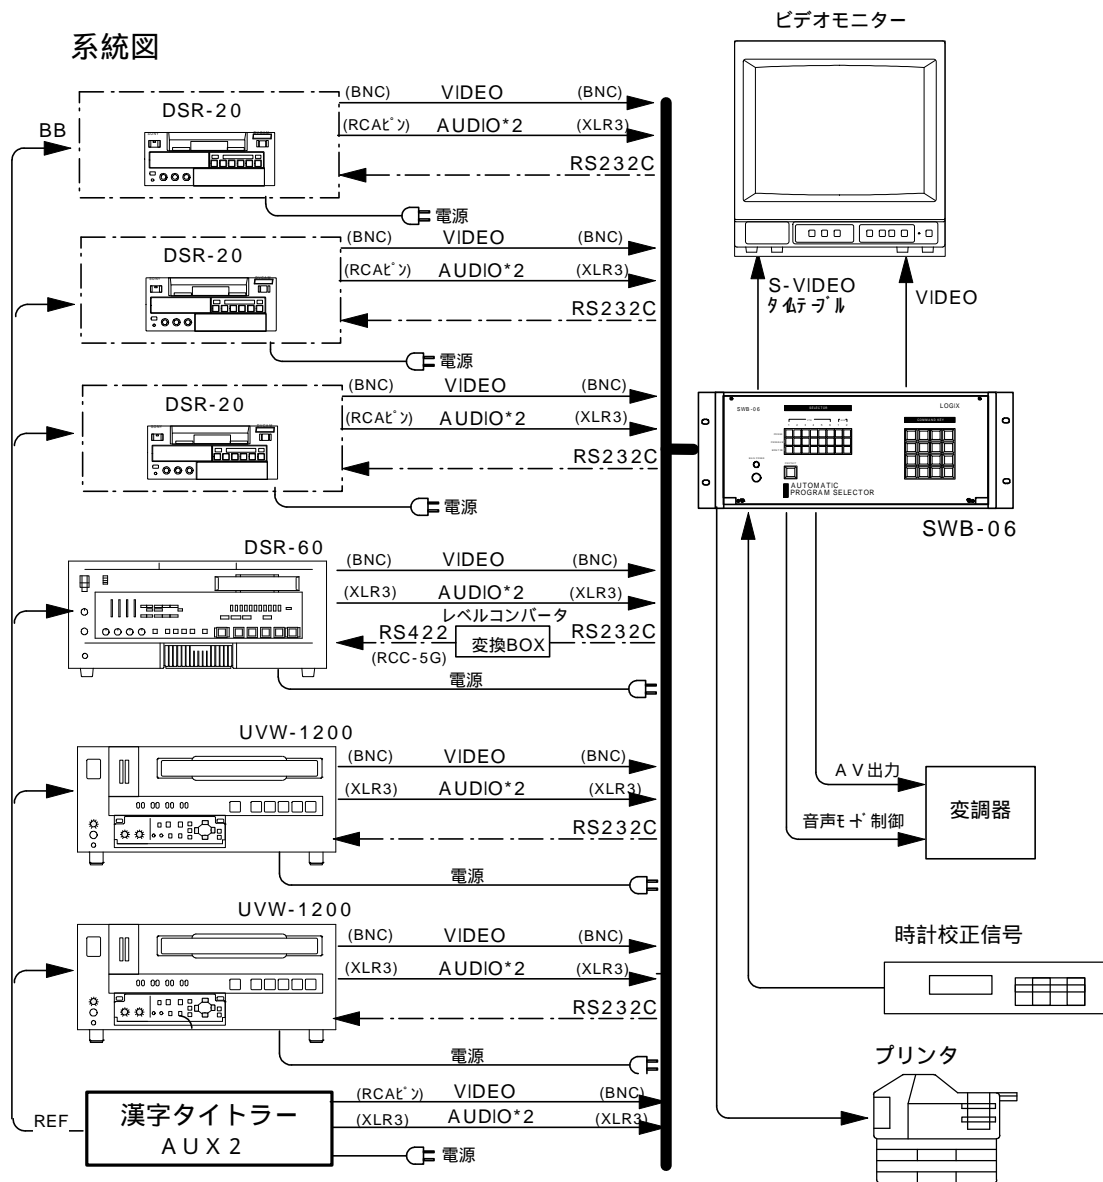 系統図
BB
DSR-20
(BNC) VIDEO (BNC)
(RCAピン) AUDIO*2 (XLR3)
RS232C
電源
DSR-20
(BNC) VIDEO (BNC)
(RCAピン) AUDIO*2 (XLR3)
RS232C
電源
DSR-20
(BNC) VIDEO (BNC)
(RCAピン) AUDIO*2 (XLR3)
RS232C
電源
DSR-60
(BNC) VIDEO (BNC)
(XLR3) AUDIO*2 (XLR3)
レベルコンバータ
RS422 変換BOX RS232C
(RCC-5G)
電源
UVW-1200
(BNC) VIDEO (BNC)
(XLR3) AUDIO*2 (XLR3)
RS232C
電源
UVW-1200
(BNC) VIDEO (BNC)
(XLR3) AUDIO*2 (XLR3)
RS232C
電源
REF
漢字タイトラー
AUX2
(RCAピン) VIDEO (BNC)
(XLR3) AUDIO*2 (XLR3)
電源
ビデオモニター
S-VIDEO
タイムテーブル
VIDEO
SWB-06
SELECTOR
LOGIX
AUTOMATIC
PROGRAM SELECTOR
SWB-06
AV出力
音声モード制御
変調器
時計校正信号
プリンタ